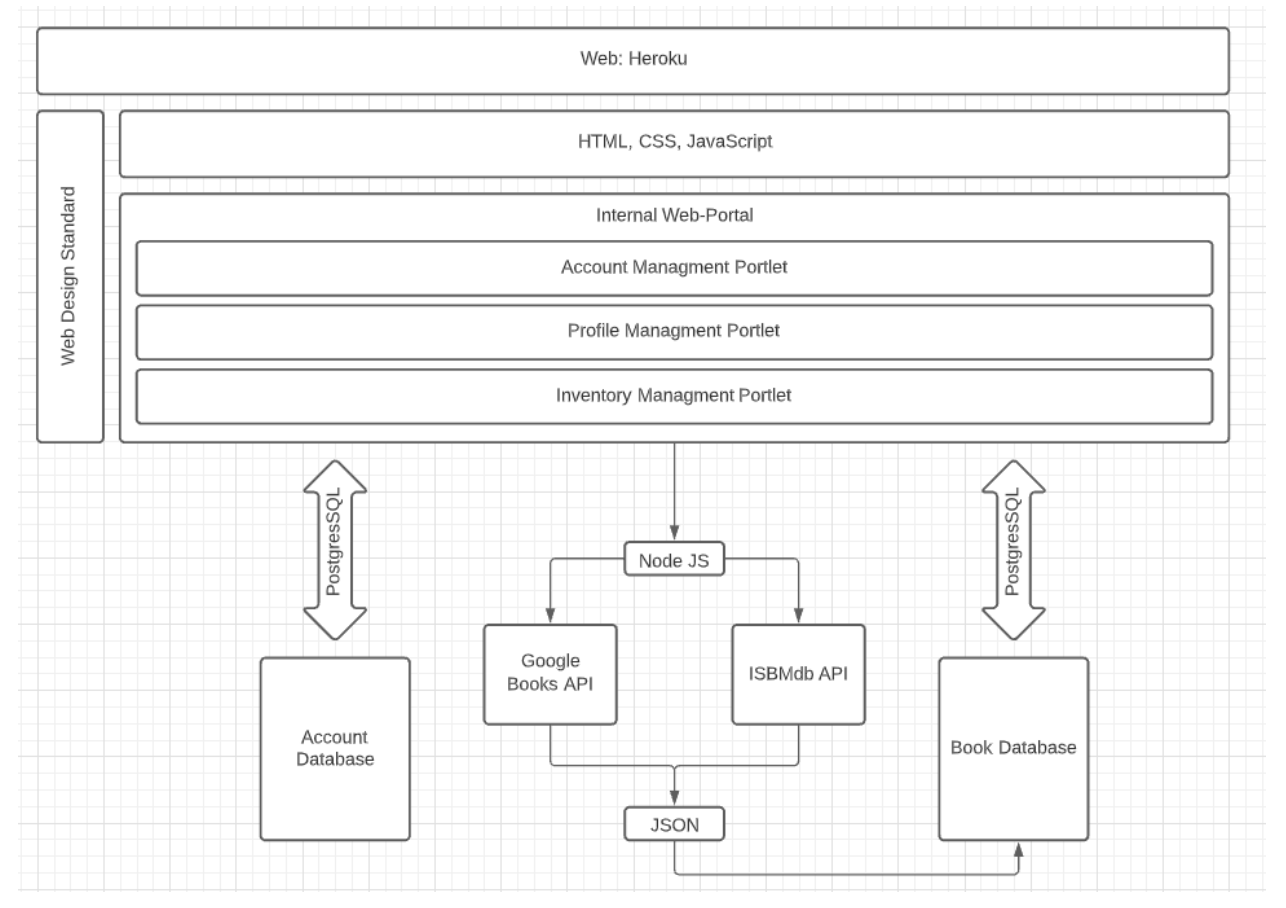 Web: Heroku
Web Design Standard
HTML, CSS, JavaScript
Internal Web-Portal
Account Managment Portlet
Profile Managment Portlet
Inventory Managment Portlet
PostgresSQL
PostgresSQL
Node JS
Google
Books API
ISBMdb API
Account
Database
Book Database
JSON